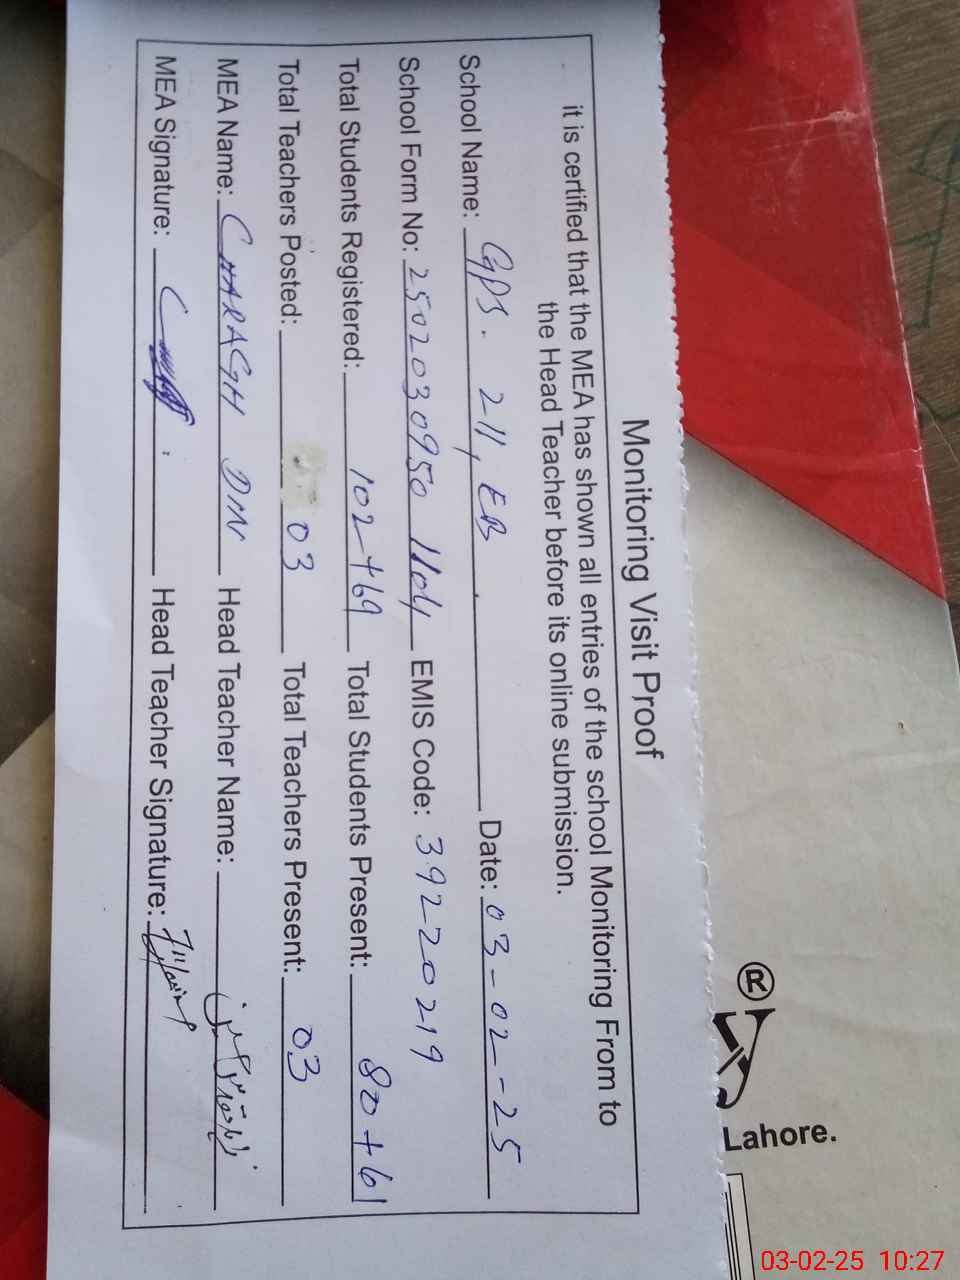 Monitoring Visit Proof
it is certified that the MEA has shown all entries of the school Monitoring From to
the Head Teacher before its online submission.
School Name: GPS. 211, EB Date: 03-02-25
School Form No: 2502030950 1104 EMIS Code: 39220219
Total Students Registered: 102+69 Total Students Present: 80+61
Total Teachers Posted: 03 Total Teachers Present: 03
MEA Name: CHARAGH DIN Head Teacher Name:
MEA Signature: Head Teacher Signature:
®
Lahore.
03-02-25 10:27